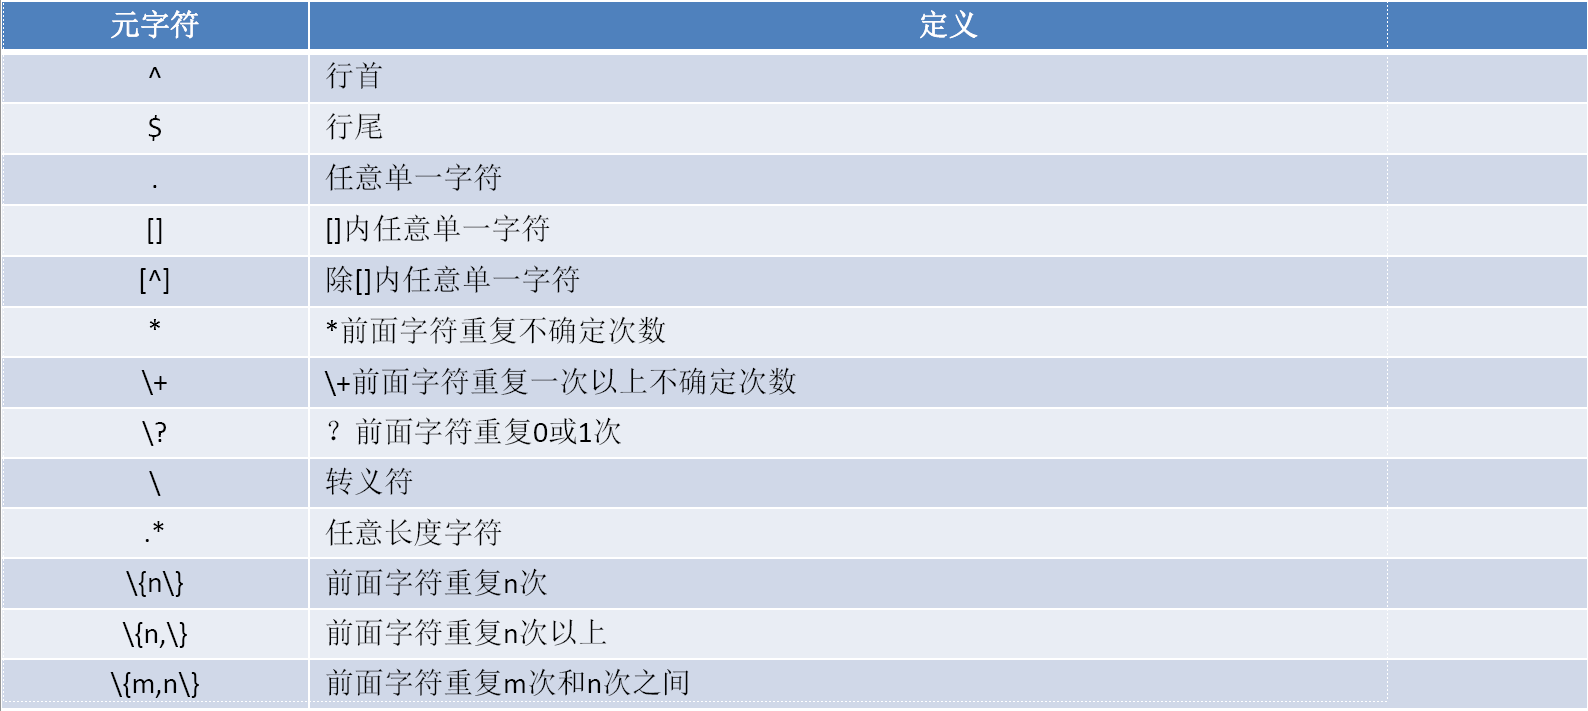 元字符 定义
^ 行首
$ 行尾
. 任意单一字符
[] []内任意单一字符
[^] 除[]内任意单一字符
* *前面字符重复不确定次数
\+ \+前面字符重复一次以上不确定次数
\? ？前面字符重复0或1次
\ 转义符
.* 任意长度字符
\{n\} 前面字符重复n次
\{n,\} 前面字符重复n次以上
\{m,n\} 前面字符重复m次和n次之间